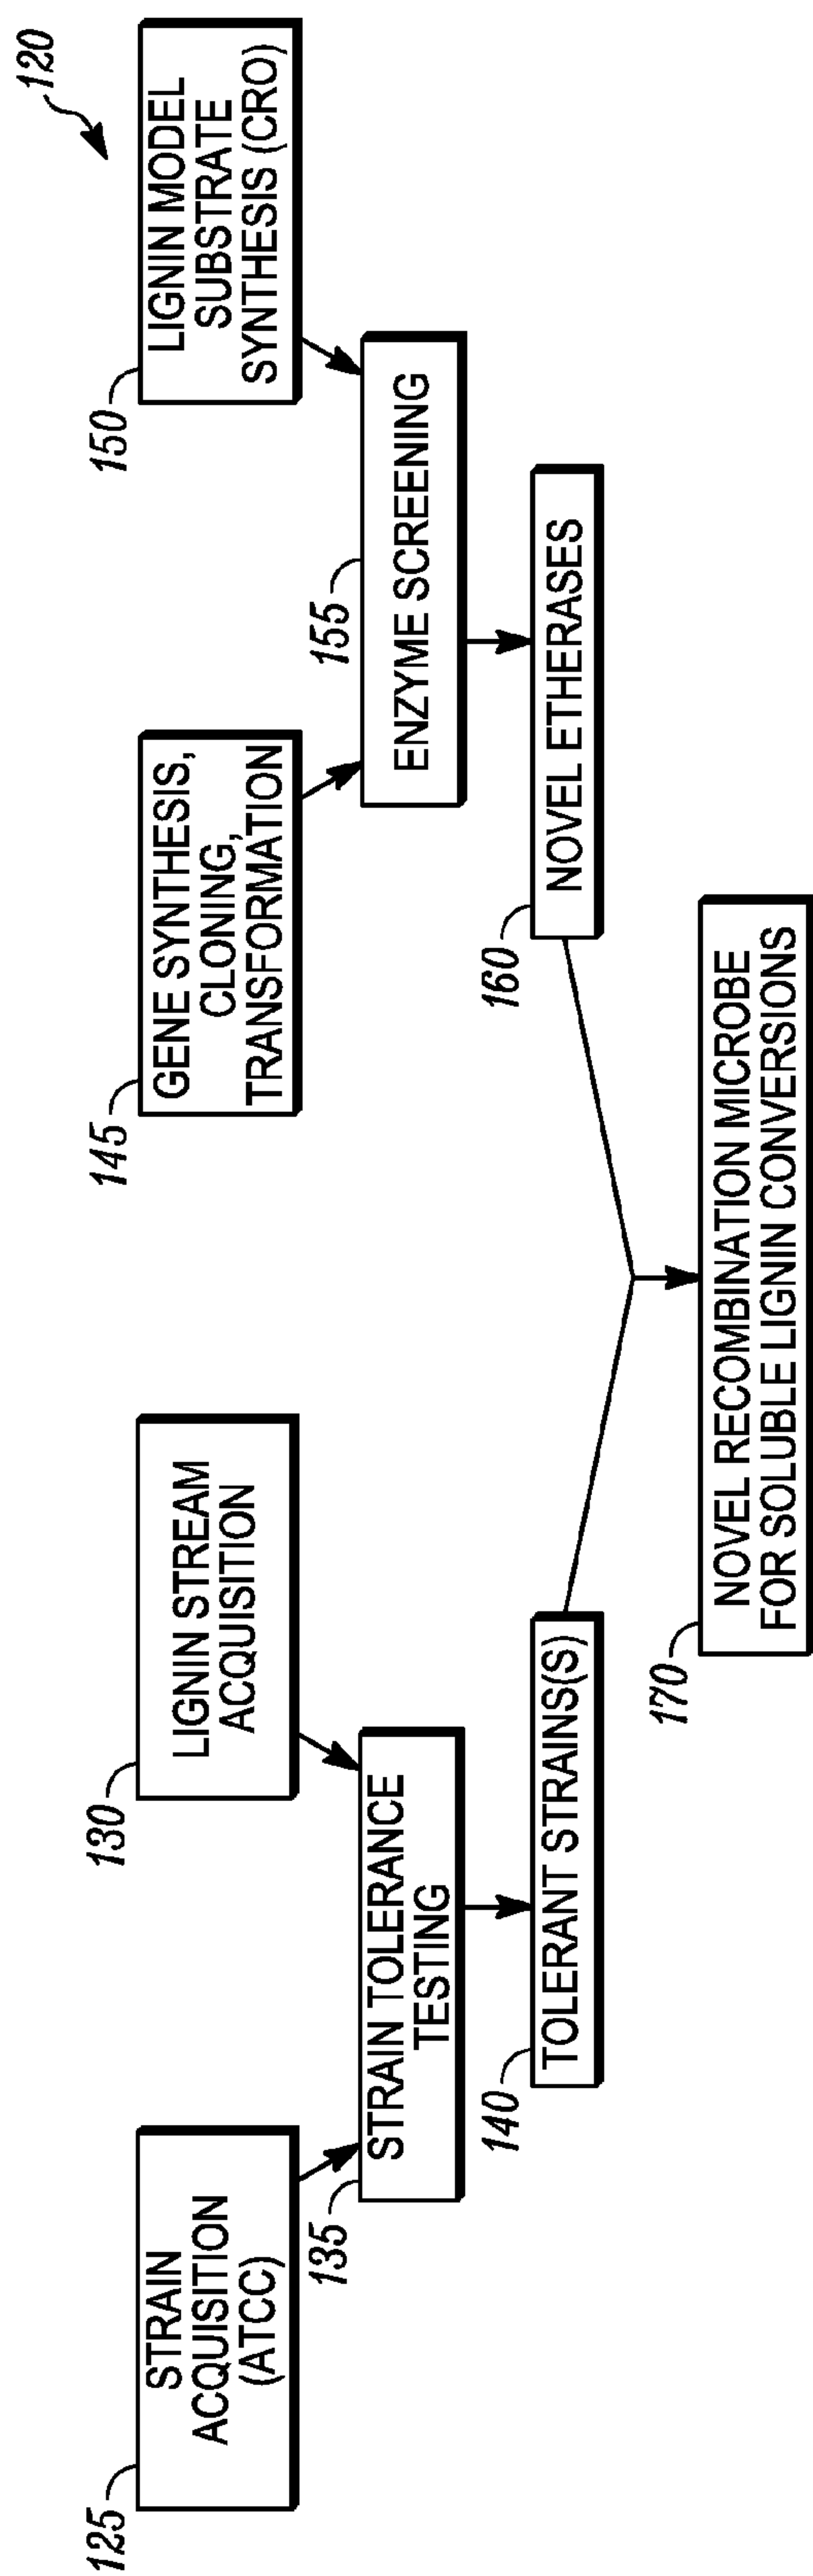 120
125
STRAIN
ACQUISITION
(ATCC)
130
LIGNIN STREAM
ACQUISITION
145
GENE SYNTHESIS,
CLONING,
TRANSFORMATION
150
LIGNIN MODEL
SUBSTRATE
SYNTHESIS (CRO)
135
STRAIN TOLERANCE
TESTING
155
ENZYME SCREENING
140
TOLERANT STRAINS(S)
160
NOVEL ETHERASES
170
NOVEL RECOMBINATION MICROBE
FOR SOLUBLE LIGNIN CONVERSIONS